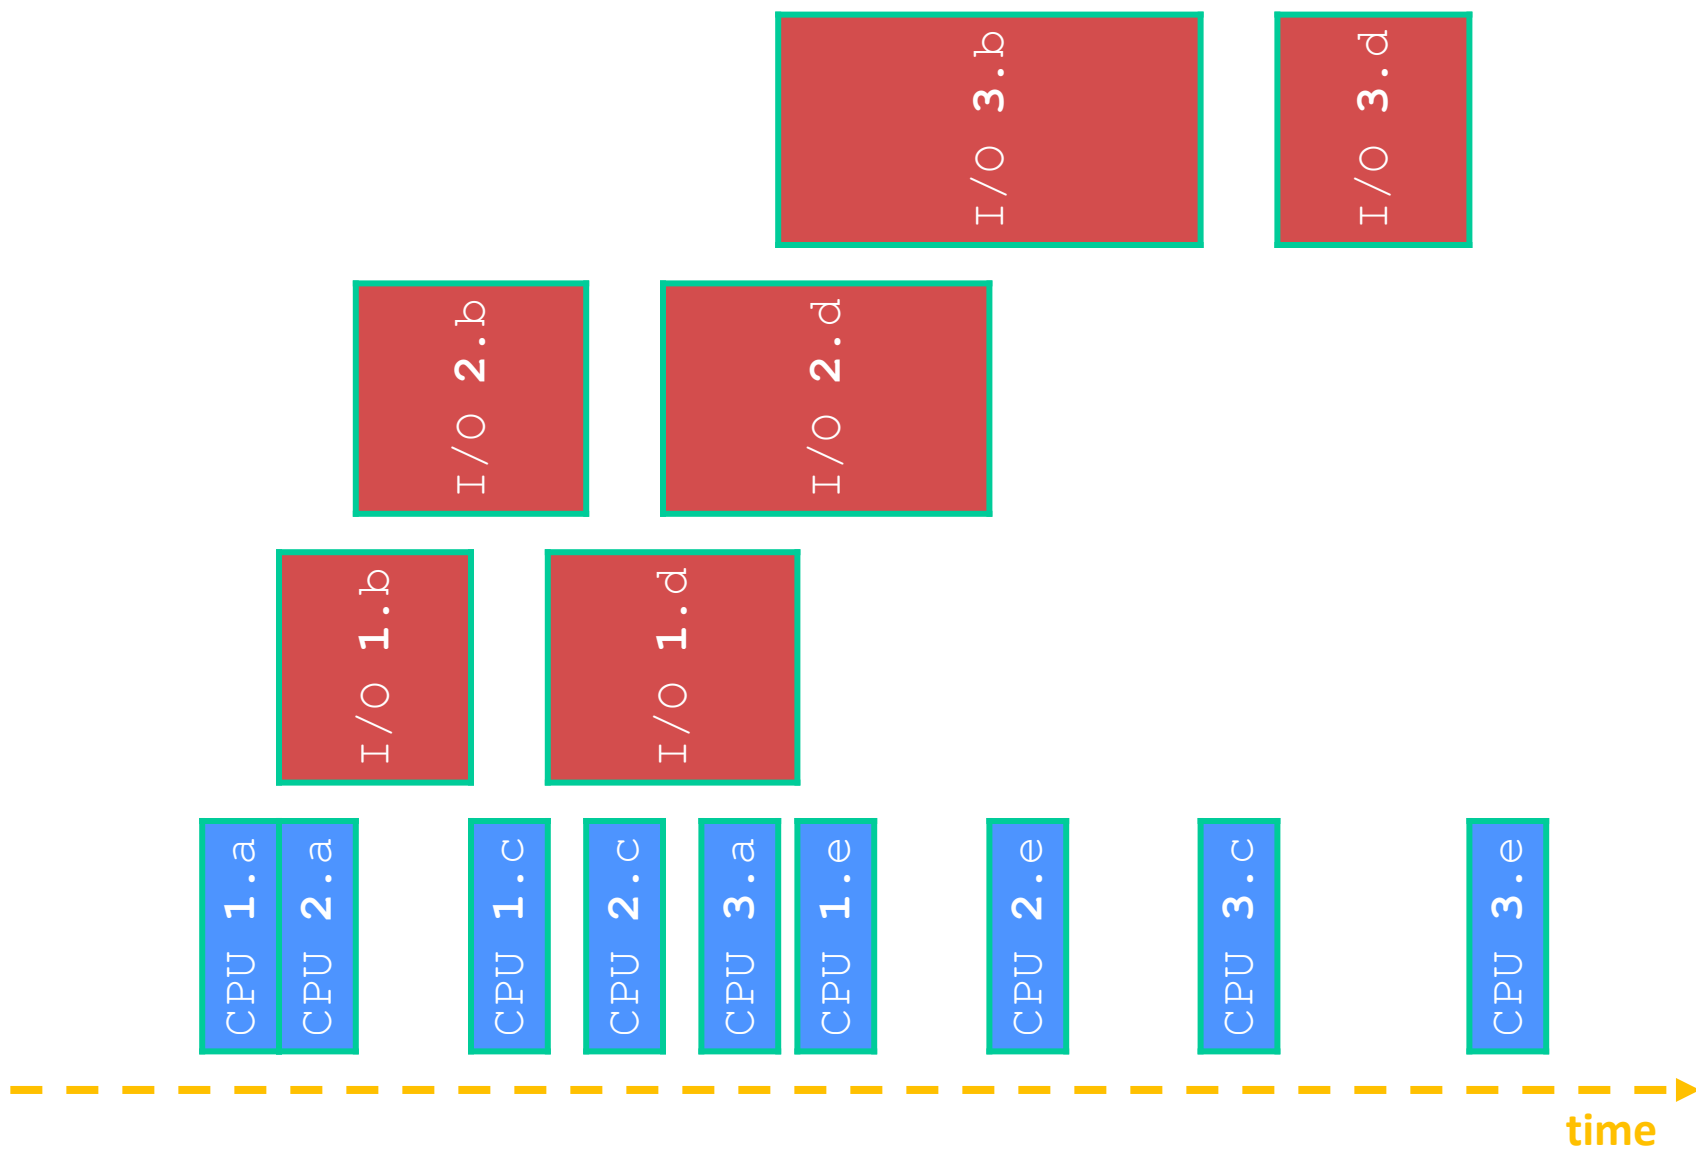 I/O 3.b
I/O 3.d
I/O 2.b
I/O 2.d
I/O 1.b
I/O 1.d
CPU 1.a
CPU 2.a
CPU 1.c
CPU 2.c
CPU 3.a
CPU 1.e
CPU 2.e
CPU 3.c
CPU 3.e
time